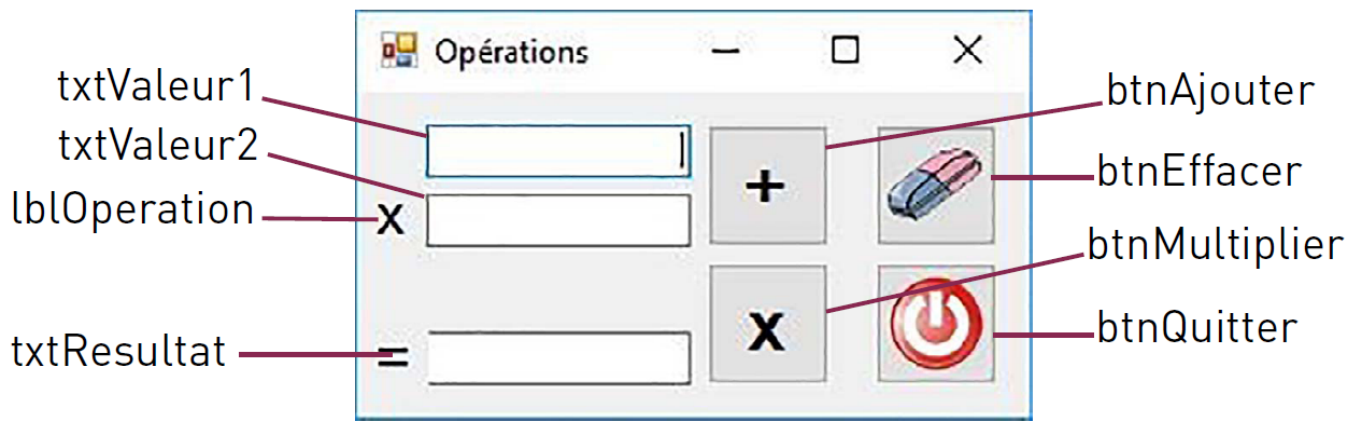 Opérations
txtValeur1
txtValeur2
lblOperation
x
txtResultat
=
+
x
btnAjouter
btnEffacer
btnMultiplier
btnQuitter